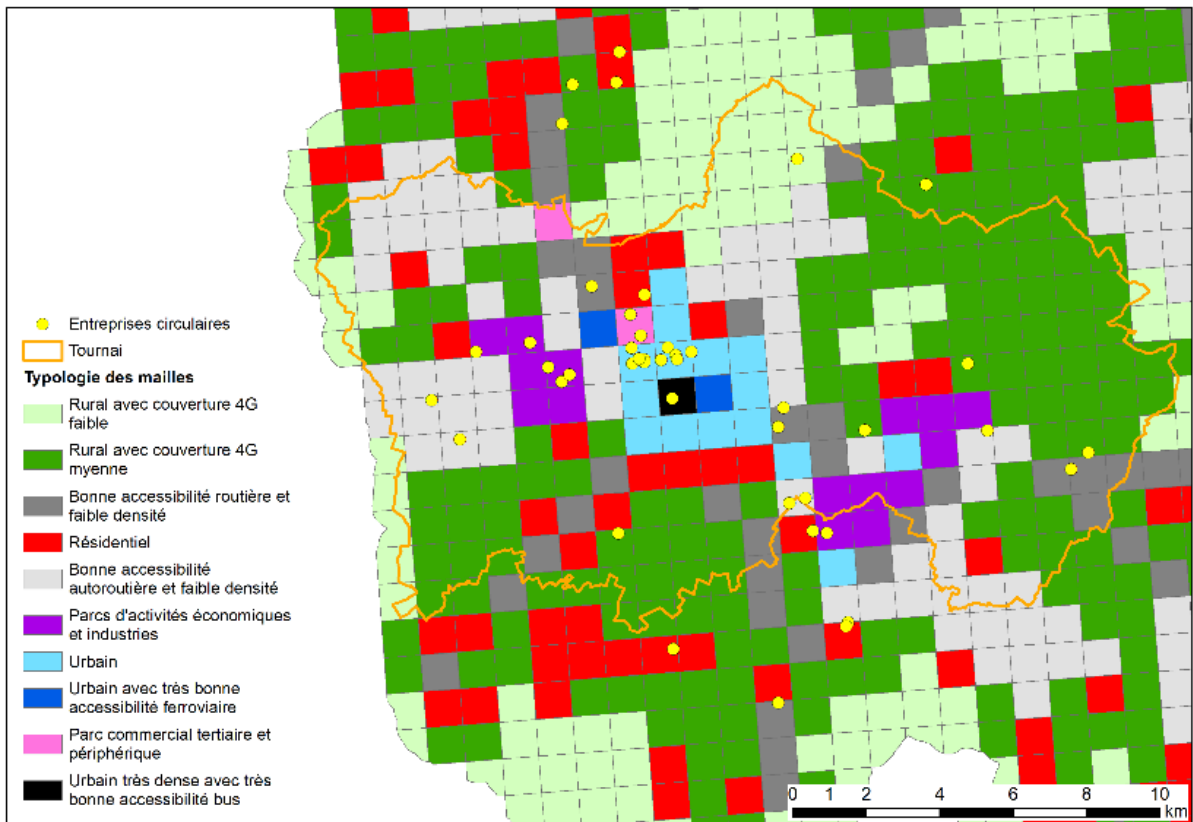 Entreprises circulaires
Tournai
Typologie des mailles
Rural avec couverture 4G
faible
Rural avec couverture 4G
myenne
Bonne accessibilité routière et
faible densité
Résidentiel
Bonne accessibilité
autoroutière et faible densité
Parcs d'activités économiques
et industries
Urbain
Urbain avec très bonne
accessibilité ferroviaire
Parc commercial tertiaire et
périphérique
Urbain très dense avec très
bonne accessibilité bus
0 1 2 4 6 8 10
km